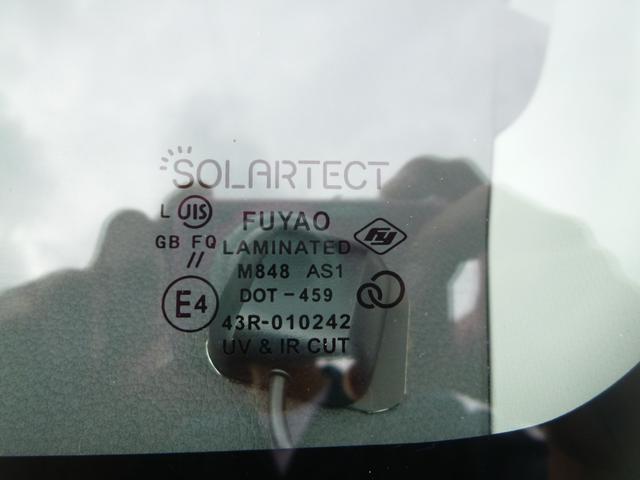 SOLARTECT
L JIS FUYAO
GB FQ LAMINATED
// M848 AS1
E4 DOT-459
43R-010242
UV & IR CUT